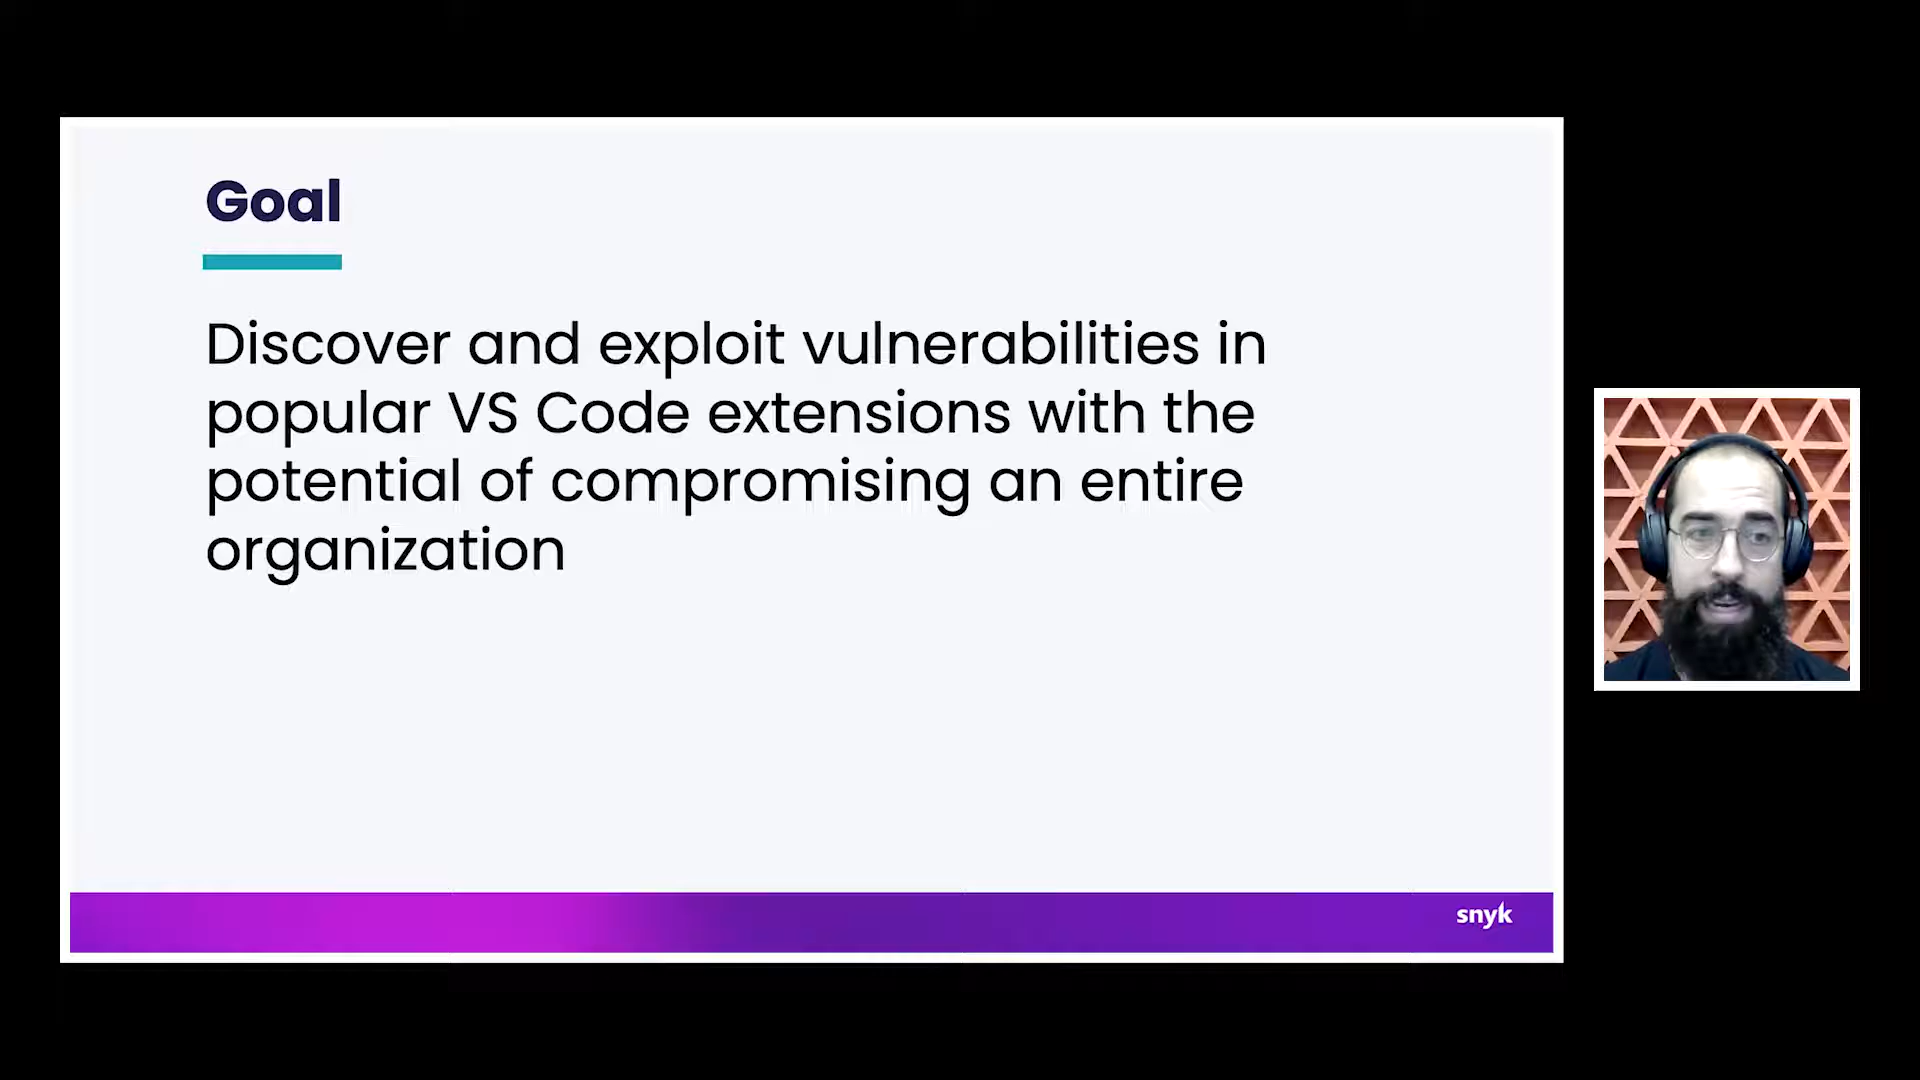 Goal
Discover and exploit vulnerabilities in
popular VS Code extensions with the
potential of compromising an entire
organization
snyk